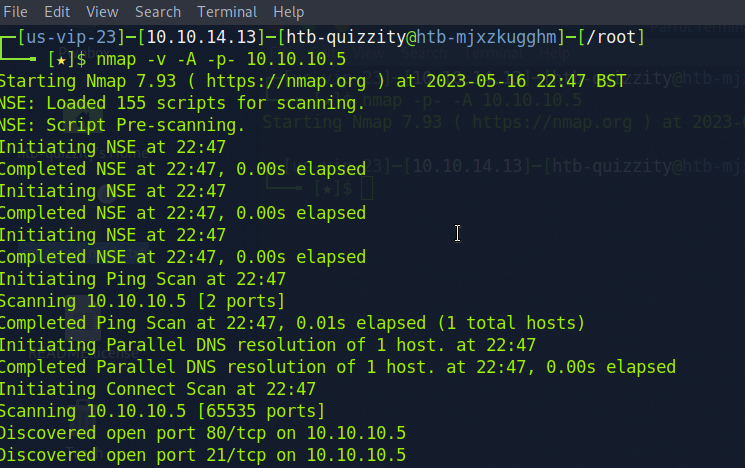 File Edit View Search Terminal Help
┌─[us-vip-23]─[10.10.14.13]─[htb-quizzity@htb-mjxzkugghm]─[/root]
└──╼ [★]$ nmap -v -A -p- 10.10.10.5
Starting Nmap 7.93 ( https://nmap.org ) at 2023-05-16 22:47 BST
NSE: Loaded 155 scripts for scanning.
NSE: Script Pre-scanning.
Initiating NSE at 22:47
Completed NSE at 22:47, 0.00s elapsed
Initiating NSE at 22:47
Completed NSE at 22:47, 0.00s elapsed
Initiating NSE at 22:47
Completed NSE at 22:47, 0.00s elapsed
Initiating Ping Scan at 22:47
Scanning 10.10.10.5 [2 ports]
Completed Ping Scan at 22:47, 0.01s elapsed (1 total hosts)
Initiating Parallel DNS resolution of 1 host. at 22:47
Completed Parallel DNS resolution of 1 host. at 22:47, 0.00s elapsed
Initiating Connect Scan at 22:47
Scanning 10.10.10.5 [65535 ports]
Discovered open port 80/tcp on 10.10.10.5
Discovered open port 21/tcp on 10.10.10.5